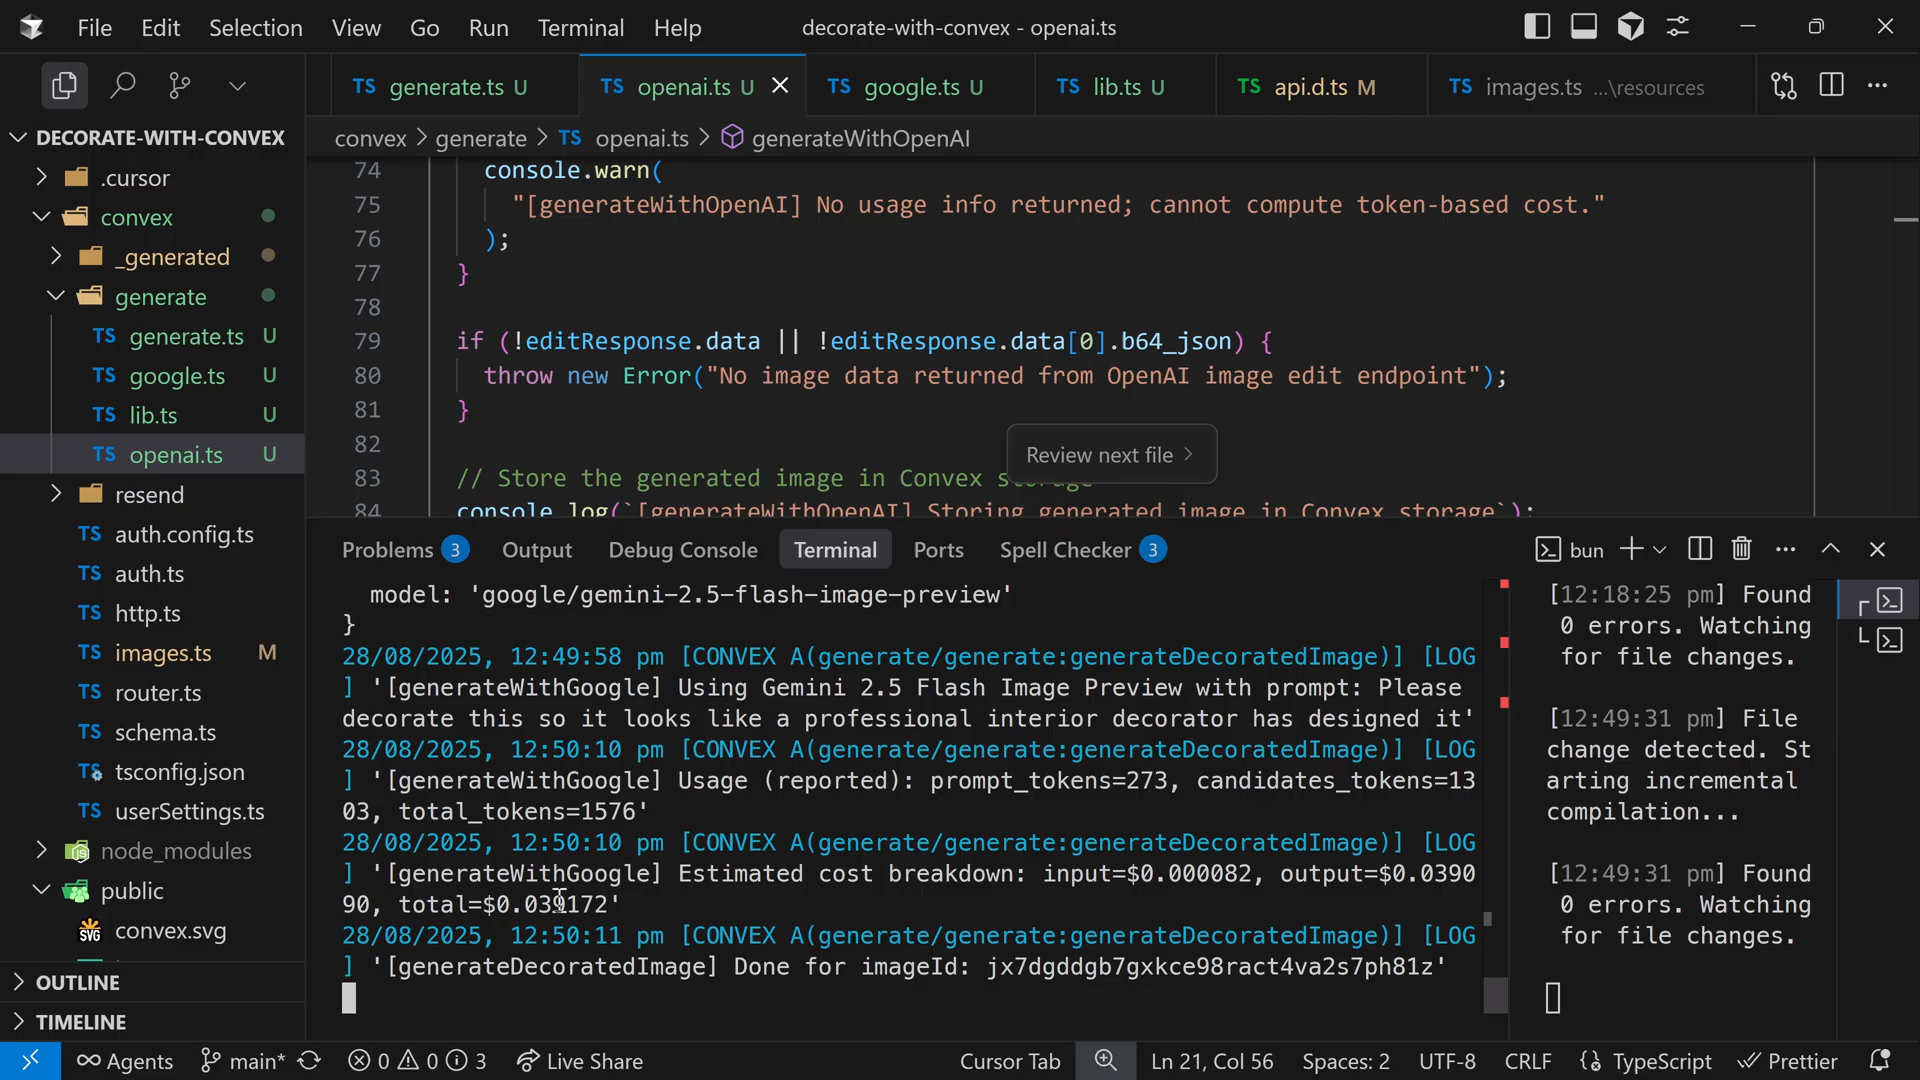 File Edit Selection View Go Run Terminal Help
decorate-with-convex - openai.ts
TS generate.ts U
TS openai.ts U
TS google.ts U
TS lib.ts U
TS api.d.ts M
TS images.ts ...\resources
DECORATE-WITH-CONVEX
.cursor
convex
_generated
generate
TS generate.ts U
TS google.ts U
TS lib.ts U
TS openai.ts U
resend
TS auth.config.ts
TS auth.ts
TS http.ts
TS images.ts M
TS router.ts
TS schema.ts
TS tsconfig.json
TS userSettings.ts
node_modules
public
SVG convex.svg
OUTLINE
TIMELINE
convex > generate > TS openai.ts > generateWithOpenAI
74 console.warn(
75 "[generateWithOpenAI] No usage info returned; cannot compute token-based cost."
76 );
77 }
78
79 if (!editResponse.data || !editResponse.data[0].b64_json) {
80 throw new Error("No image data returned from OpenAI image edit endpoint");
81 }
82
83 // Store the generated image in Convex storage
84 console.log(`[generateWithOpenAI] Storing generated image in Convex storage`);
Review next file
Problems 3 Output Debug Console Terminal Ports Spell Checker 3
bun
model: 'google/gemini-2.5-flash-image-preview'
}
28/08/2025, 12:49:58 pm [CONVEX A(generate/generate:generateDecoratedImage)] [LOG
] '[generateWithGoogle] Using Gemini 2.5 Flash Image Preview with prompt: Please
decorate this so it looks like a professional interior decorator has designed it'
28/08/2025, 12:50:10 pm [CONVEX A(generate/generate:generateDecoratedImage)] [LOG
] '[generateWithGoogle] Usage (reported): prompt_tokens=273, candidates_tokens=13
03, total_tokens=1576'
28/08/2025, 12:50:10 pm [CONVEX A(generate/generate:generateDecoratedImage)] [LOG
] '[generateWithGoogle] Estimated cost breakdown: input=$0.000082, output=$0.0390
90, total=$0.039172'
28/08/2025, 12:50:11 pm [CONVEX A(generate/generate:generateDecoratedImage)] [LOG
] '[generateDecoratedImage] Done for imageId: jx7dgddgb7gxkce98ract4va2s7ph81z'
[12:18:25 pm] Found
0 errors. Watching
for file changes.
[12:49:31 pm] File
change detected. St
arting incremental
compilation...
[12:49:31 pm] Found
0 errors. Watching
for file changes.
Agents main* 0 0 3 Live Share Cursor Tab Ln 21, Col 56 Spaces: 2 UTF-8 CRLF {} TypeScript Prettier